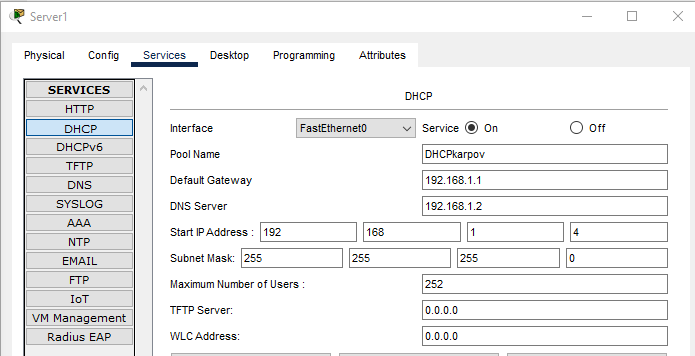 Server1
Physical Config Services Desktop Programming Attributes
SERVICES
HTTP
DHCP
DHCPv6
TFTP
DNS
SYSLOG
AAA
NTP
EMAIL
FTP
IoT
VM Management
Radius EAP
DHCP
Interface FastEthernet0 Service On Off
Pool Name DHCPkarpov
Default Gateway 192.168.1.1
DNS Server 192.168.1.2
Start IP Address : 192 168 1 4
Subnet Mask: 255 255 255 0
Maximum Number of Users : 252
TFTP Server: 0.0.0.0
WLC Address: 0.0.0.0